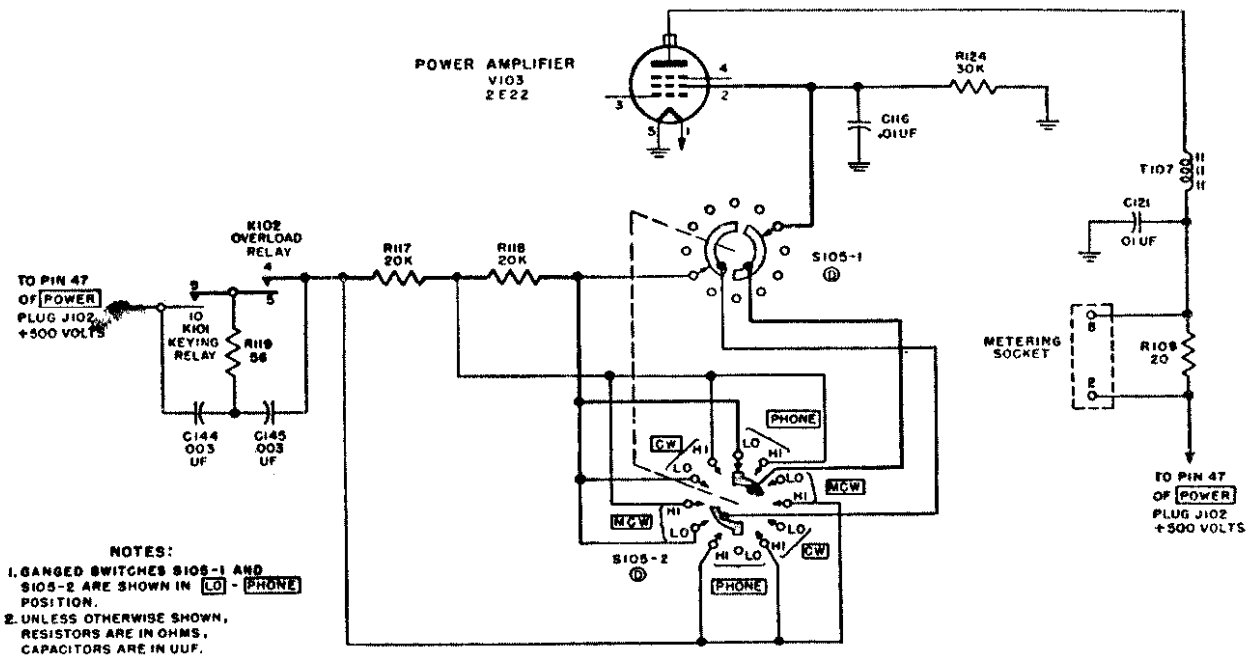 POWER AMPLIFIER
V103
2E22
4
2
3
5
1
R124
30K
C116
.01UF
T107
C121
.01UF
K102
OVERLOAD
RELAY
4
5
R117
20K
R118
20K
S105-1
D
TO PIN 47
OF POWER
PLUG J102
+500 VOLTS
9
10
K101
KEYING
RELAY
R119
56
C144
.003
UF
C145
.003
UF
METERING
SOCKET
8
2
R109
20
TO PIN 47
OF POWER
PLUG J102
+500 VOLTS
PHONE
LO
HI
CW
HI
LO
MCW
HI
LO
LO
HI
MCW
LO
HI
CW
HI
LO
PHONE
S105-2
D
NOTES:
1. GANGED SWITCHES S105-1 AND
S105-2 ARE SHOWN IN LO - PHONE
POSITION.
2. UNLESS OTHERWISE SHOWN,
RESISTORS ARE IN OHMS,
CAPACITORS ARE IN UUF.